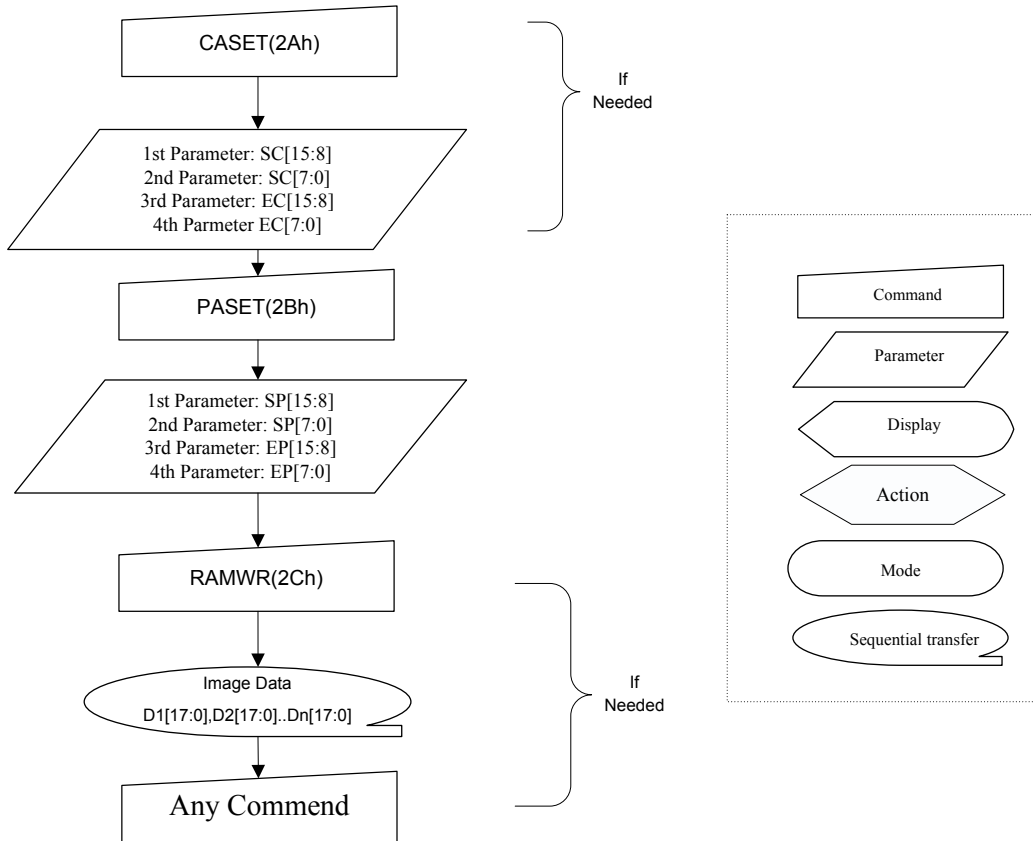 CASET(2Ah)
If
Needed
1st Parameter: SC[15:8]
2nd Parameter: SC[7:0]
3rd Parameter: EC[15:8]
4th Parmeter EC[7:0]
PASET(2Bh)
1st Parameter: SP[15:8]
2nd Parameter: SP[7:0]
3rd Parameter: EP[15:8]
4th Parameter: EP[7:0]
RAMWR(2Ch)
Image Data
D1[17:0],D2[17:0]..Dn[17:0]
If
Needed
Any Commend
Command
Parameter
Display
Action
Mode
Sequential transfer